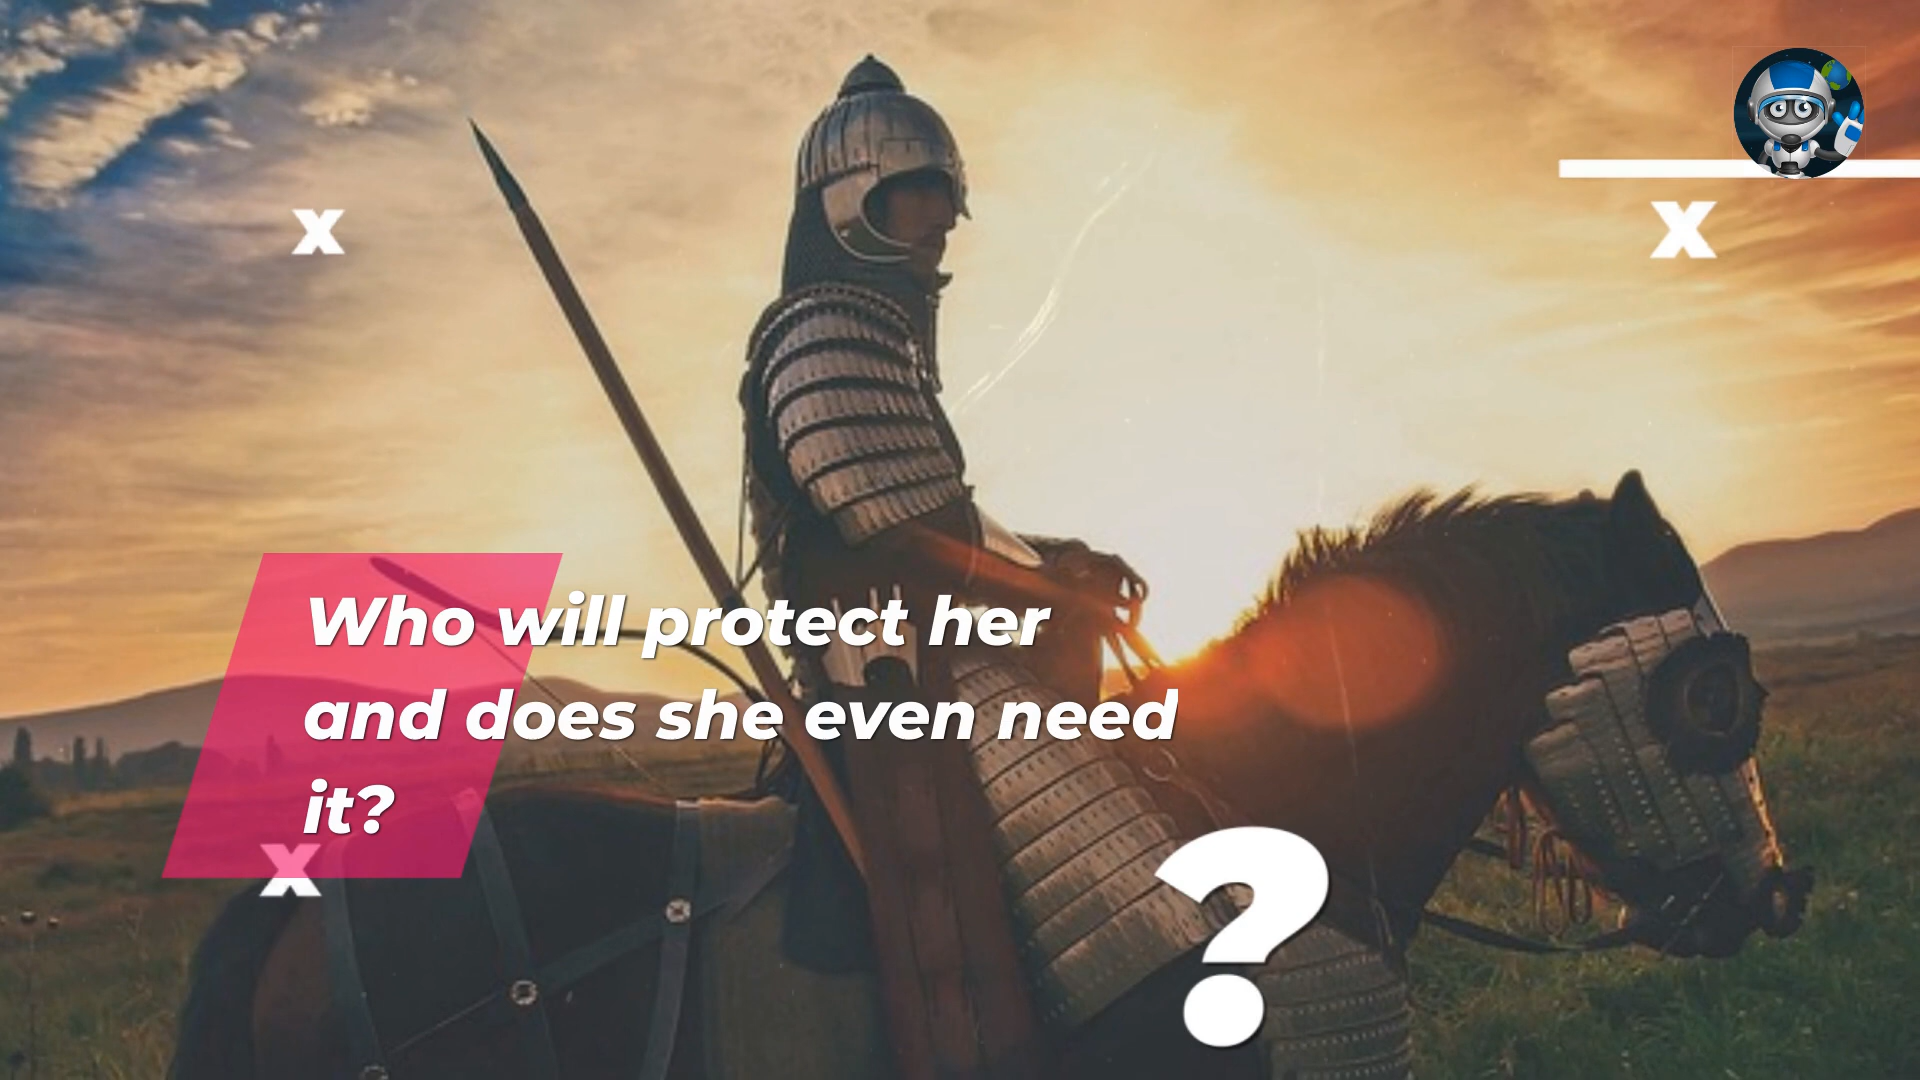 x
x
Who will protect her
and does she even need
it?
x
?